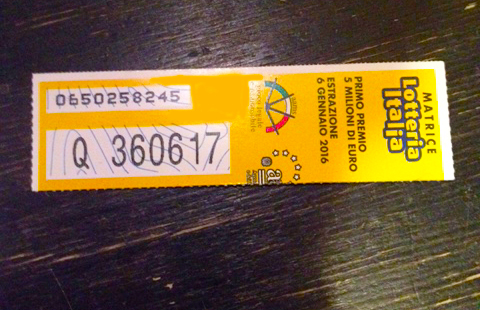 0650258245
Q 360617
MATRICE
Lotteria
Italia
PRIMO PREMIO
5 MILIONI DI EURO
ESTRAZIONE
6 GENNAIO 2016